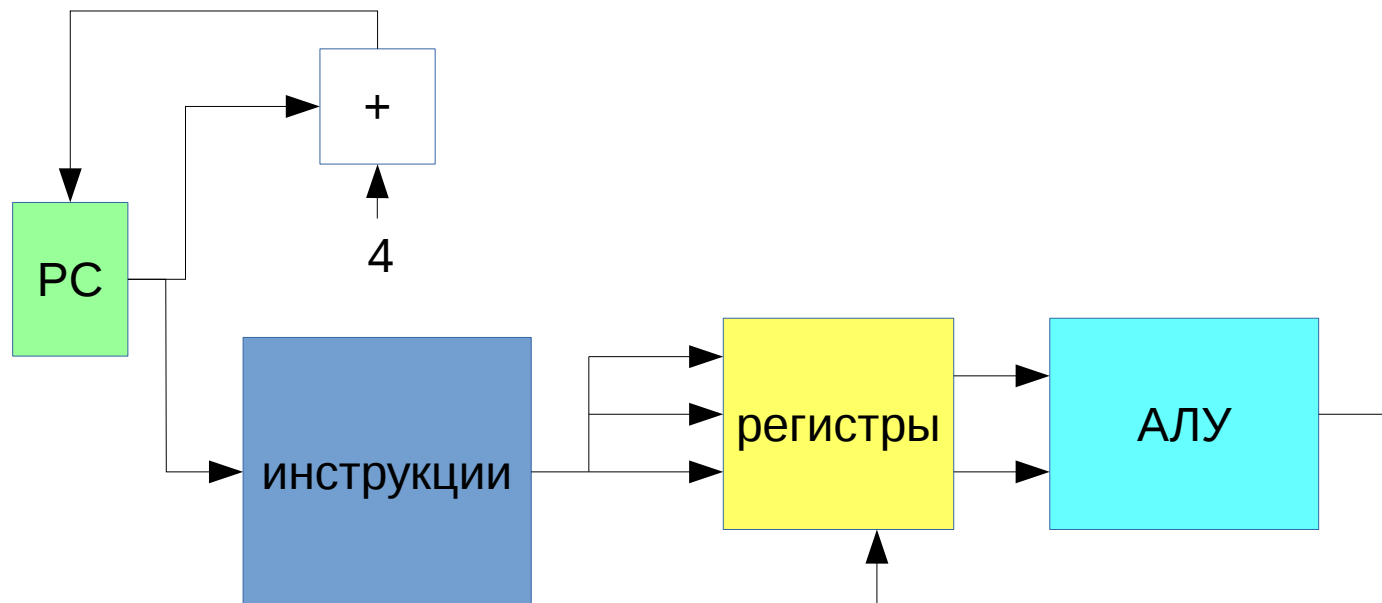 +
4
PC
регистры
АЛУ
инструкции